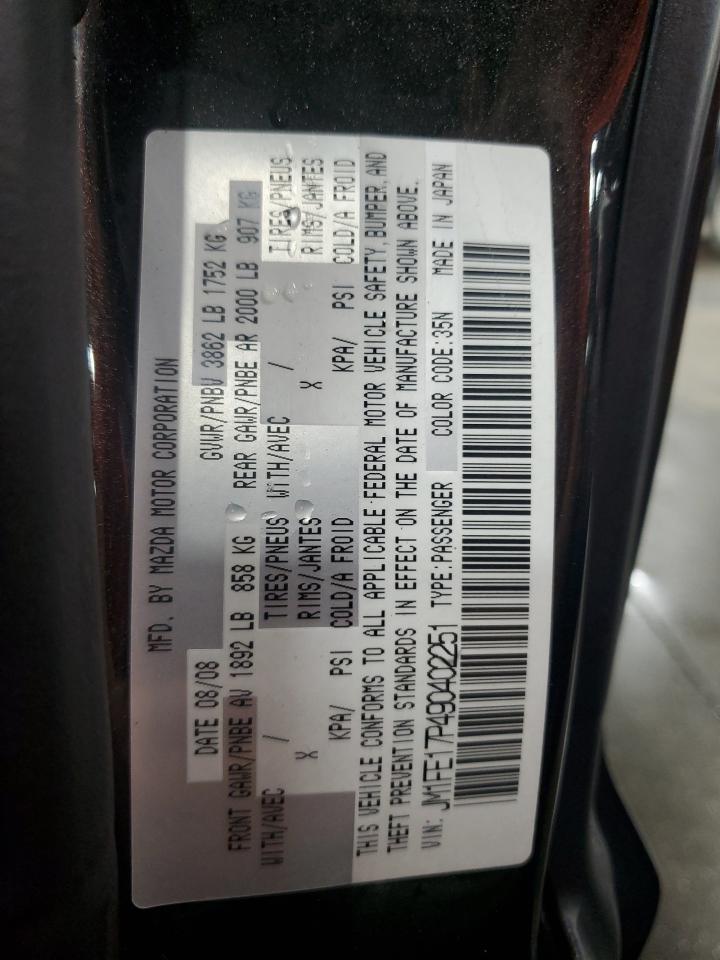 MFD. BY MAZDA MOTOR CORPORATION
DATE 08/08 GVWR/PNBV 3862 LB 1752 KG
FRONT GAWR/PNBE AV 1892 LB 858 KG REAR GAWR/PNBE AR 2000 LB 907 KG
WITH/AVEC / TIRES/PNEUS WITH/AVEC / TIRES/PNEUS
X RIMS/JANTES X RIMS/JANTES
KPA/ PSI COLD/A FROID KPA/ PSI COLD/A FROID
THIS VEHICLE CONFORMS TO ALL APPLICABLE FEDERAL MOTOR VEHICLE SAFETY, BUMPER, AND
THEFT PREVENTION STANDARDS IN EFFECT ON THE DATE OF MANUFACTURE SHOWN ABOVE.
VIN: JM1FE17P490402251 TYPE:PASSENGER COLOR CODE:35N MADE IN JAPAN